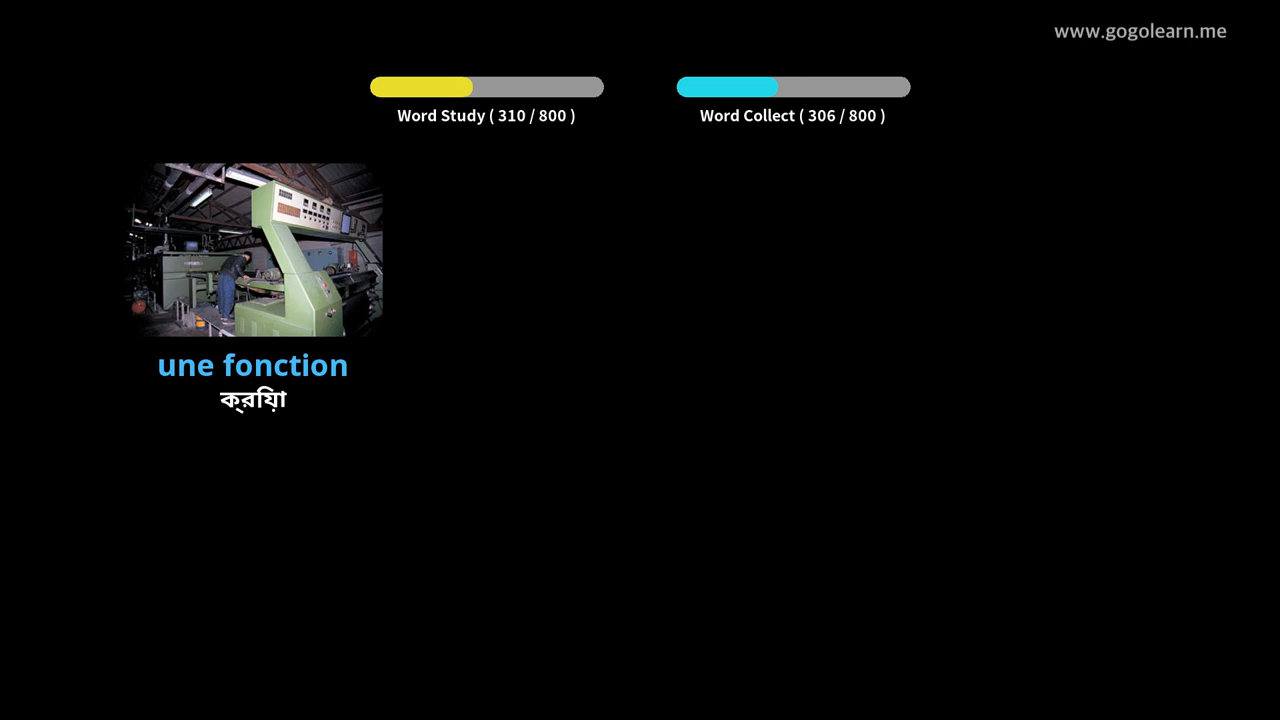 www.gogolearn.me
Word Study ( 310 / 800 )
Word Collect ( 306 / 800 )
une fonction
ক্রিয়া